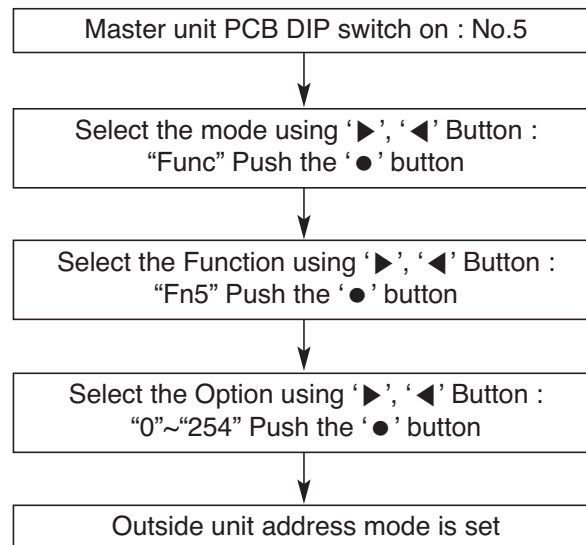 Master unit PCB DIP switch on : No.5
Select the mode using ‘▶’, ‘◀’ Button :
“Func” Push the ‘●’ button
Select the Function using ‘▶’, ‘◀’ Button :
“Fn5” Push the ‘●’ button
Select the Option using ‘▶’, ‘◀’ Button :
“0”~“254” Push the ‘●’ button
Outside unit address mode is set